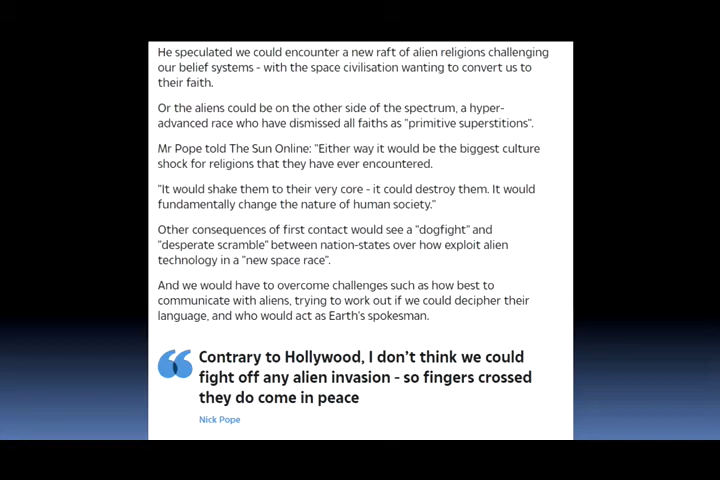 He speculated we could encounter a new raft of alien religions challenging
our belief systems - with the space civilisation wanting to convert us to
their faith.
Or the aliens could be on the other side of the spectrum, a hyper-
advanced race who have dismissed all faiths as "primitive superstitions".
Mr Pope told The Sun Online: "Either way it would be the biggest culture
shock for religions that they have ever encountered.
"It would shake them to their very core - it could destroy them. It would
fundamentally change the nature of human society."
Other consequences of first contact would see a "dogfight" and
"desperate scramble" between nation-states over how exploit alien
technology in a "new space race".
And we would have to overcome challenges such as how best to
communicate with aliens, trying to work out if we could decipher their
language, and who would act as Earth's spokesman.
Contrary to Hollywood, I don't think we could
fight off any alien invasion - so fingers crossed
they do come in peace
Nick Pope